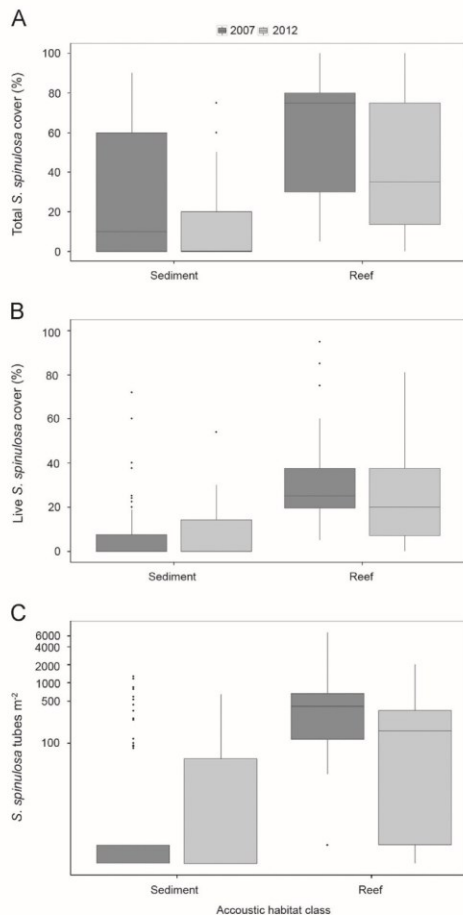 A
2007 2012
Total S. spinulosa cover (%)
100
80
60
40
20
0
Sediment Reef
B
Live S. spinulosa cover (%)
100
80
60
40
20
0
Sediment Reef
C
S. spinulosa tubes m⁻²
6000
4000
2000
1000
500
100
Sediment Reef
Accoustic habitat class